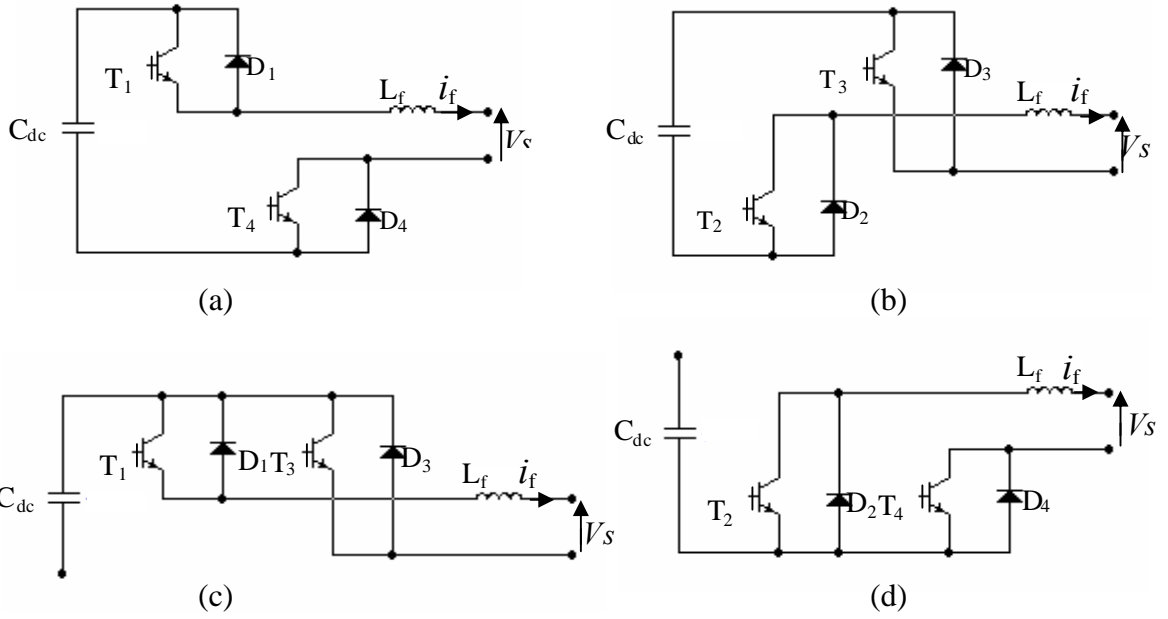 T1 D1 Lf if
Cdc Vs
T4 D4
(a)
T3 D3 Lf if
Cdc Vs
T2 D2
(b)
T1 D1 T3 D3 Lf if
Cdc Vs
(c)
Lf if
Cdc Vs
T2 D2 T4 D4
(d)